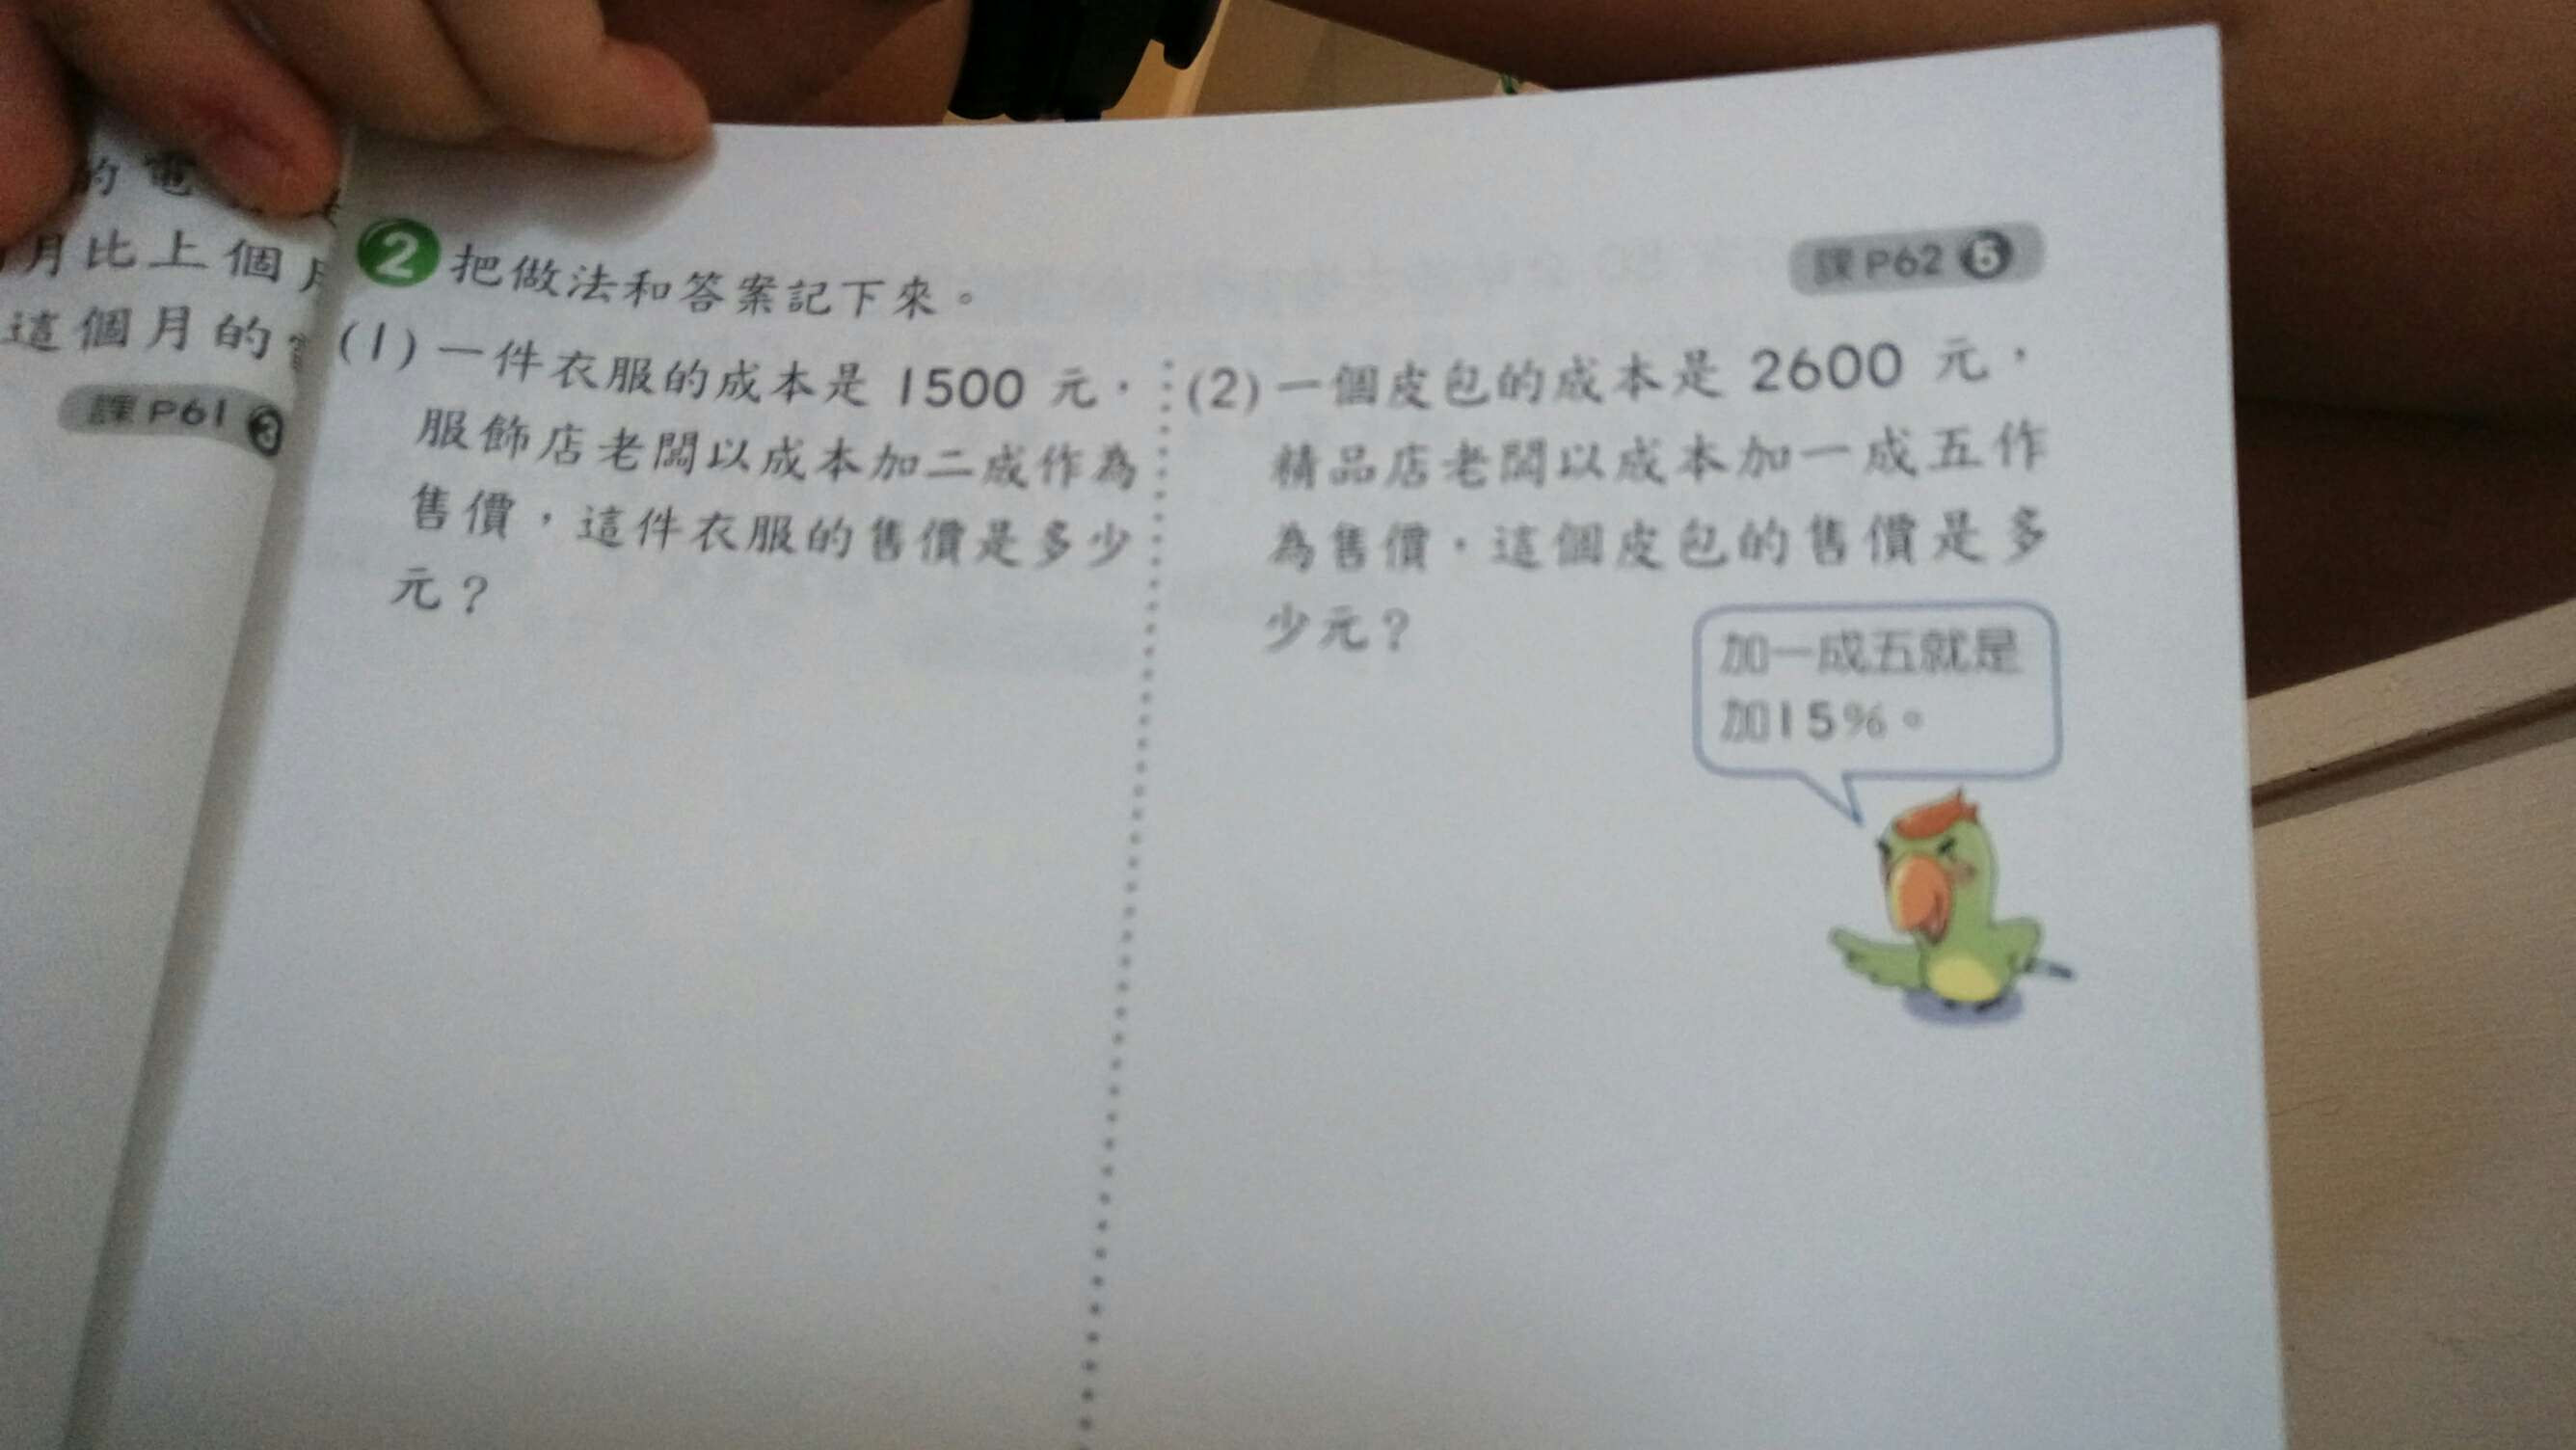 的電
月比上個月
這個月的
課P61 3
2 把做法和答案記下來。
課P62 5
(1) 一件衣服的成本是 1500 元,
服飾店老闆以成本加二成作為
售價,這件衣服的售價是多少
元?
(2) 一個皮包的成本是 2600 元,
精品店老闆以成本加一成五作
為售價,這個皮包的售價是多
少元?
加一成五就是
加15%。